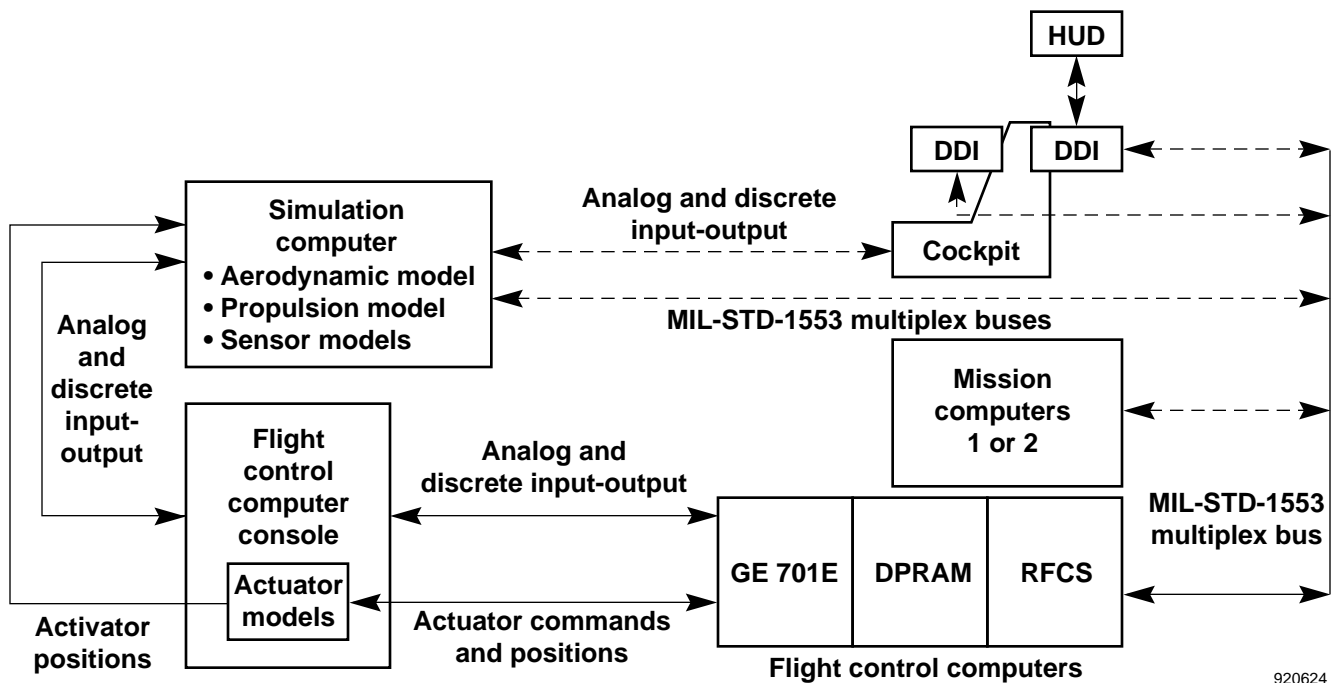 HUD
DDI
DDI
Simulation
computer
• Aerodynamic model
• Propulsion model
• Sensor models
Analog and discrete
input-output
Cockpit
MIL-STD-1553 multiplex buses
Analog
and
discrete
input-
output
Mission
computers
1 or 2
Flight
control
computer
console
Analog and
discrete input-output
MIL-STD-1553
multiplex bus
GE 701E
DPRAM
RFCS
Actuator
models
Activator
positions
Actuator commands
and positions
Flight control computers
920624